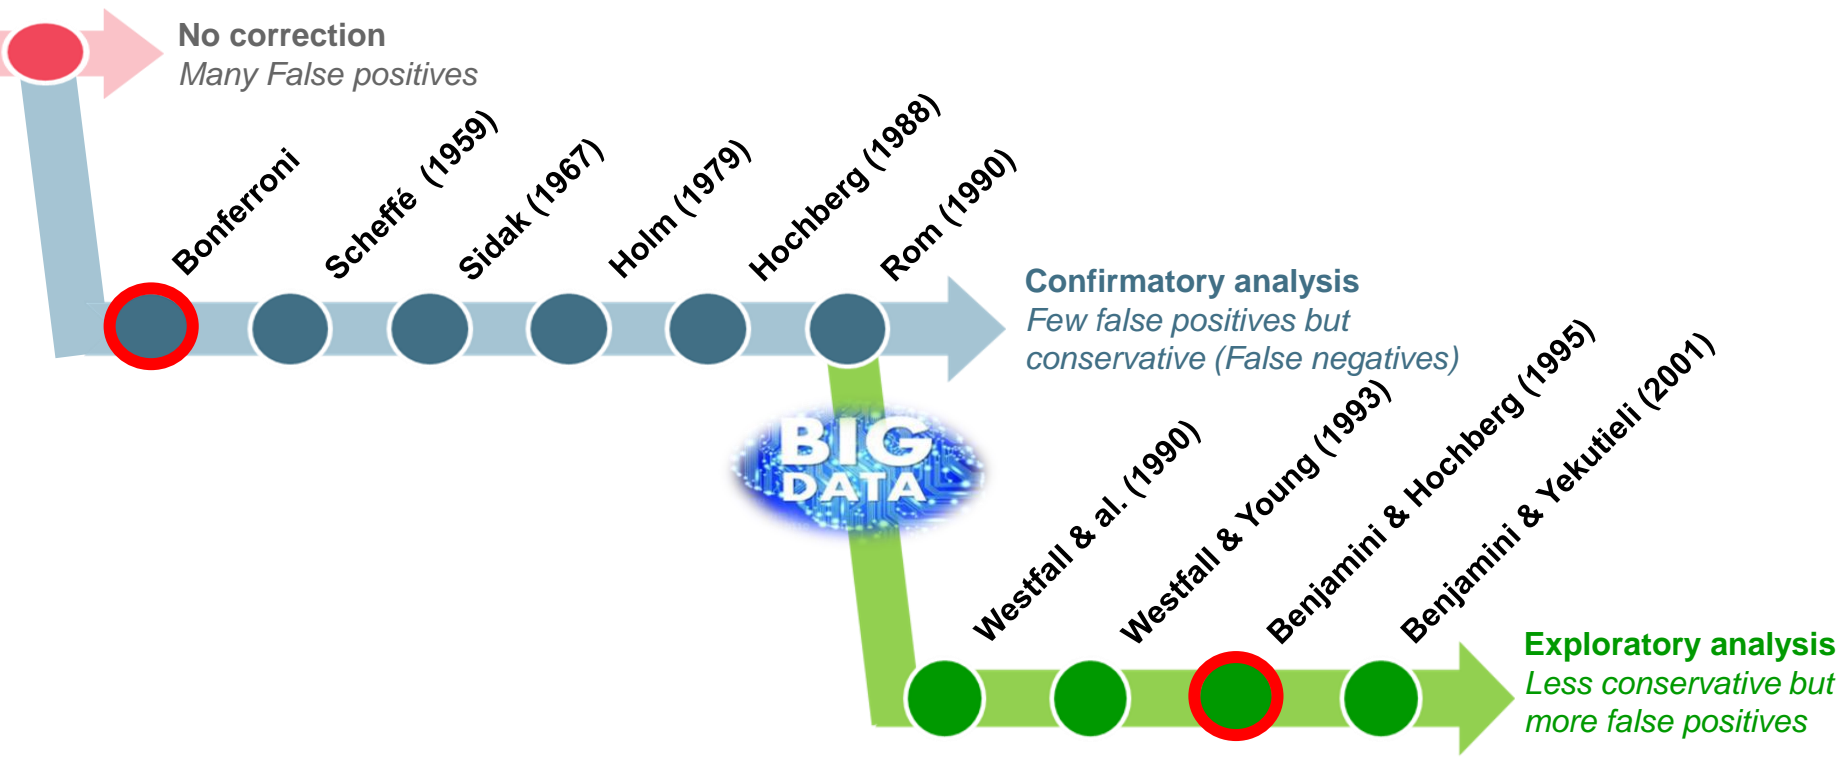 No correction
Many False positives
Bonferroni
Scheffé (1959)
Sidak (1967)
Holm (1979)
Hochberg (1988)
Rom (1990)
Confirmatory analysis
Few false positives but
conservative (False negatives)
BIG
DATA
Westfall & al. (1990)
Westfall & Young (1993)
Benjamini & Hochberg (1995)
Benjamini & Yekutieli (2001)
Exploratory analysis
Less conservative but
more false positives